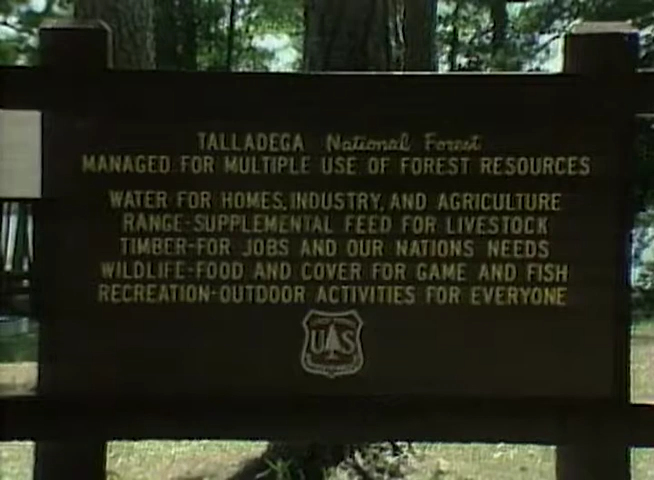 TALLADEGA National Forest
MANAGED FOR MULTIPLE USE OF FOREST RESOURCES
WATER FOR HOMES, INDUSTRY, AND AGRICULTURE
RANGE-SUPPLEMENTAL FEED FOR LIVESTOCK
TIMBER-FOR JOBS AND OUR NATIONS NEEDS
WILDLIFE-FOOD AND COVER FOR GAME AND FISH
RECREATION-OUTDOOR ACTIVITIES FOR EVERYONE
U S